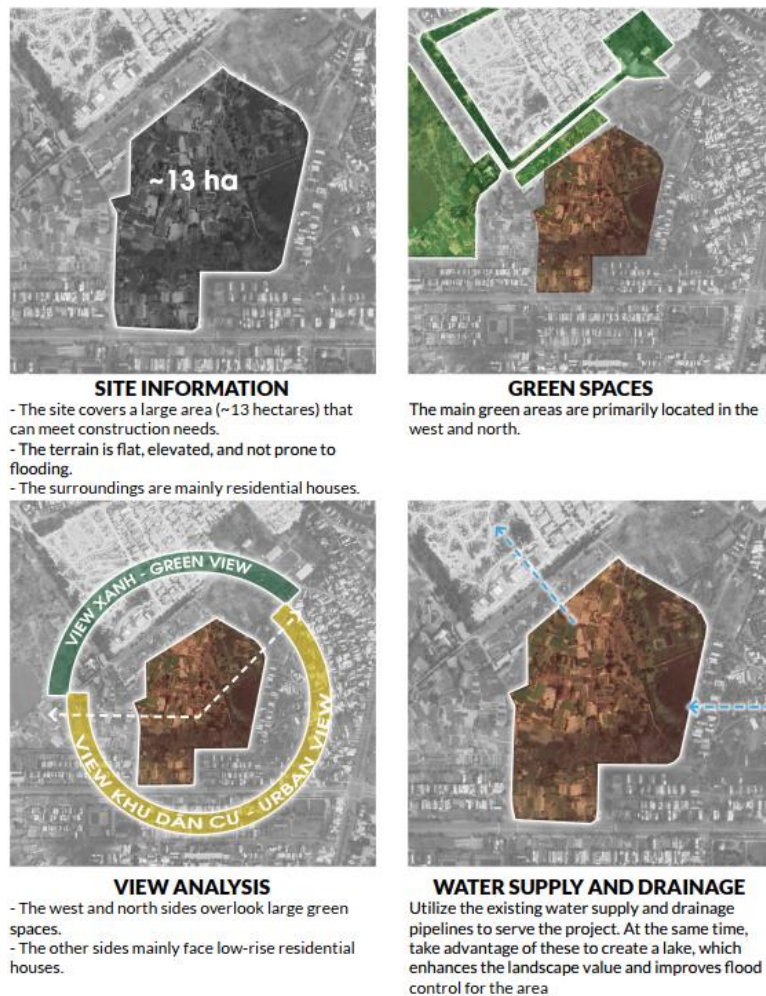 ~13 ha
SITE INFORMATION
- The site covers a large area (~13 hectares) that
can meet construction needs.
- The terrain is flat, elevated, and not prone to
flooding.
- The surroundings are mainly residential houses.
GREEN SPACES
The main green areas are primarily located in the
west and north.
VIEW XANH - GREEN VIEW
VIEW KHU DÂN CƯ - URBAN VIEW
VIEW ANALYSIS
- The west and north sides overlook large green
spaces.
- The other sides mainly face low-rise residential
houses.
WATER SUPPLY AND DRAINAGE
Utilize the existing water supply and drainage
pipelines to serve the project. At the same time,
take advantage of these to create a lake, which
enhances the landscape value and improves flood
control for the area